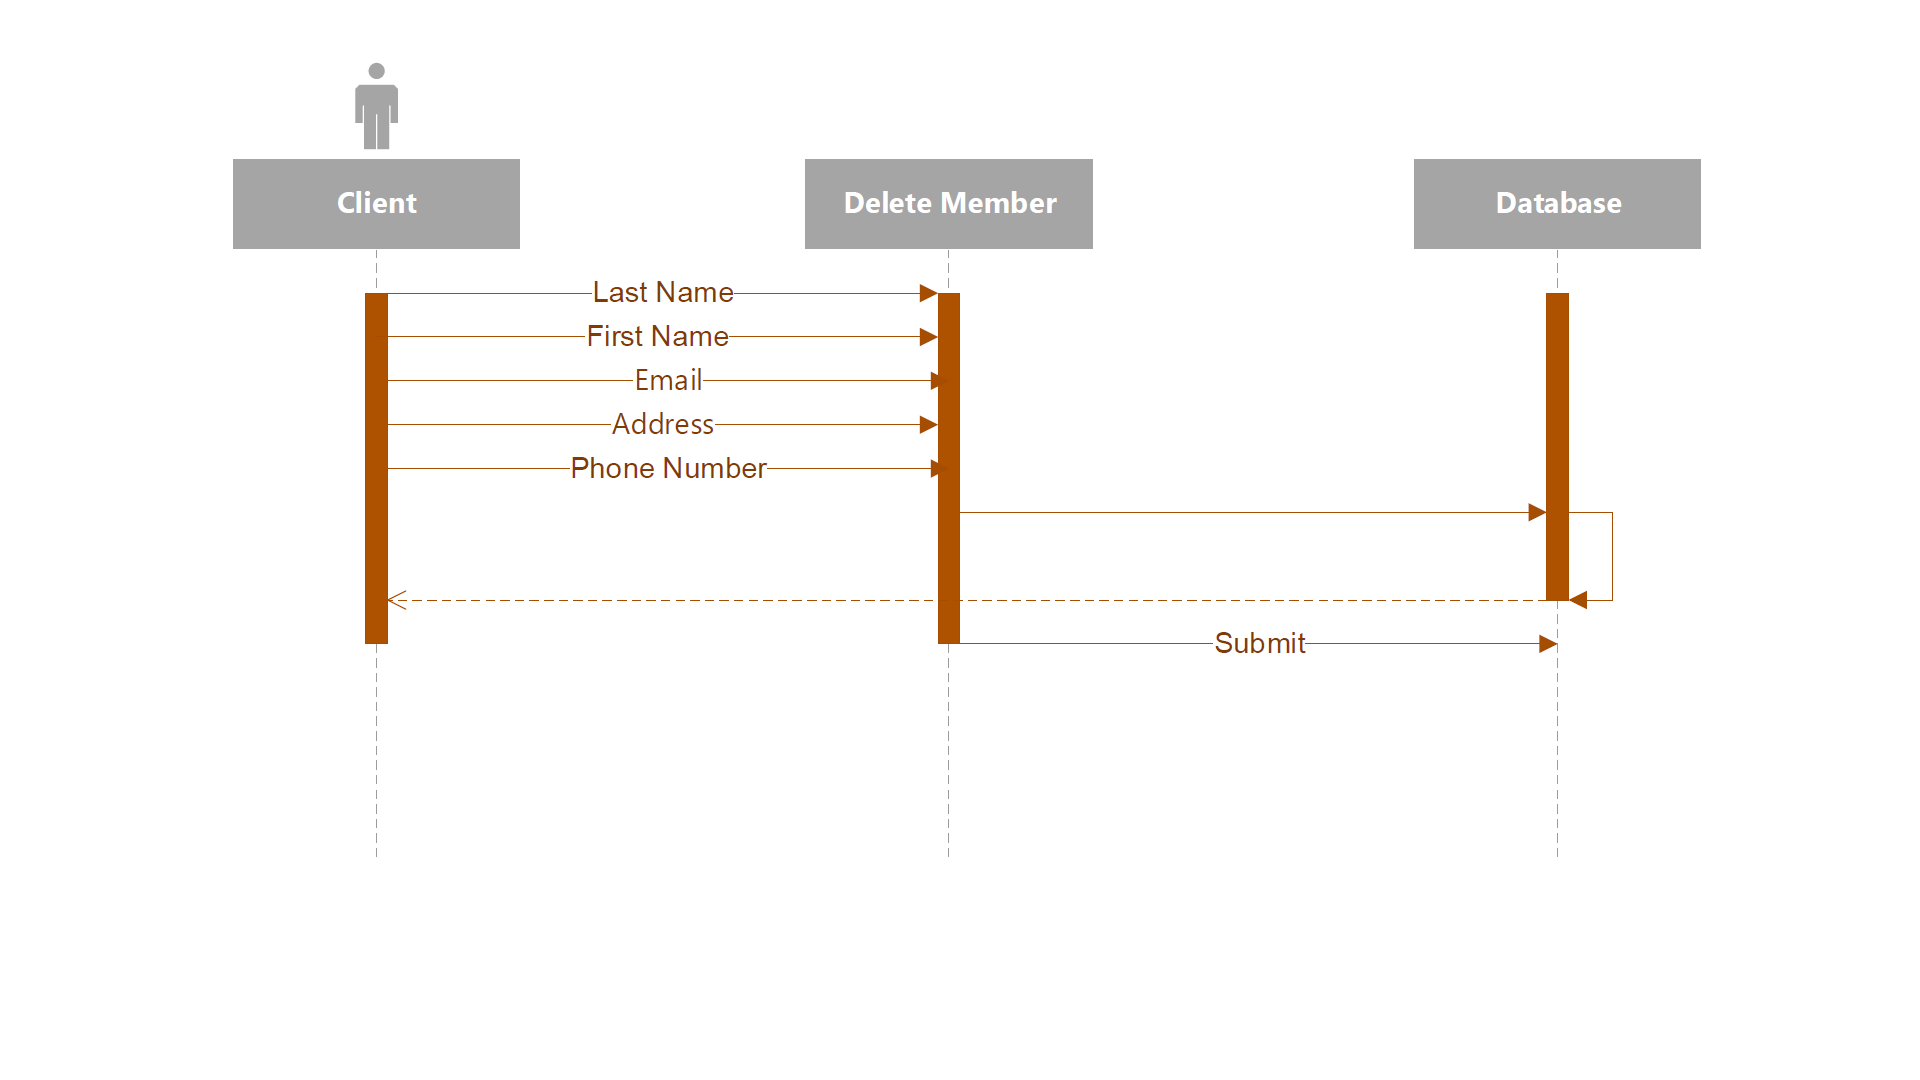 Client
Delete Member
Database
Last Name
First Name
Email
Address
Phone Number
Submit